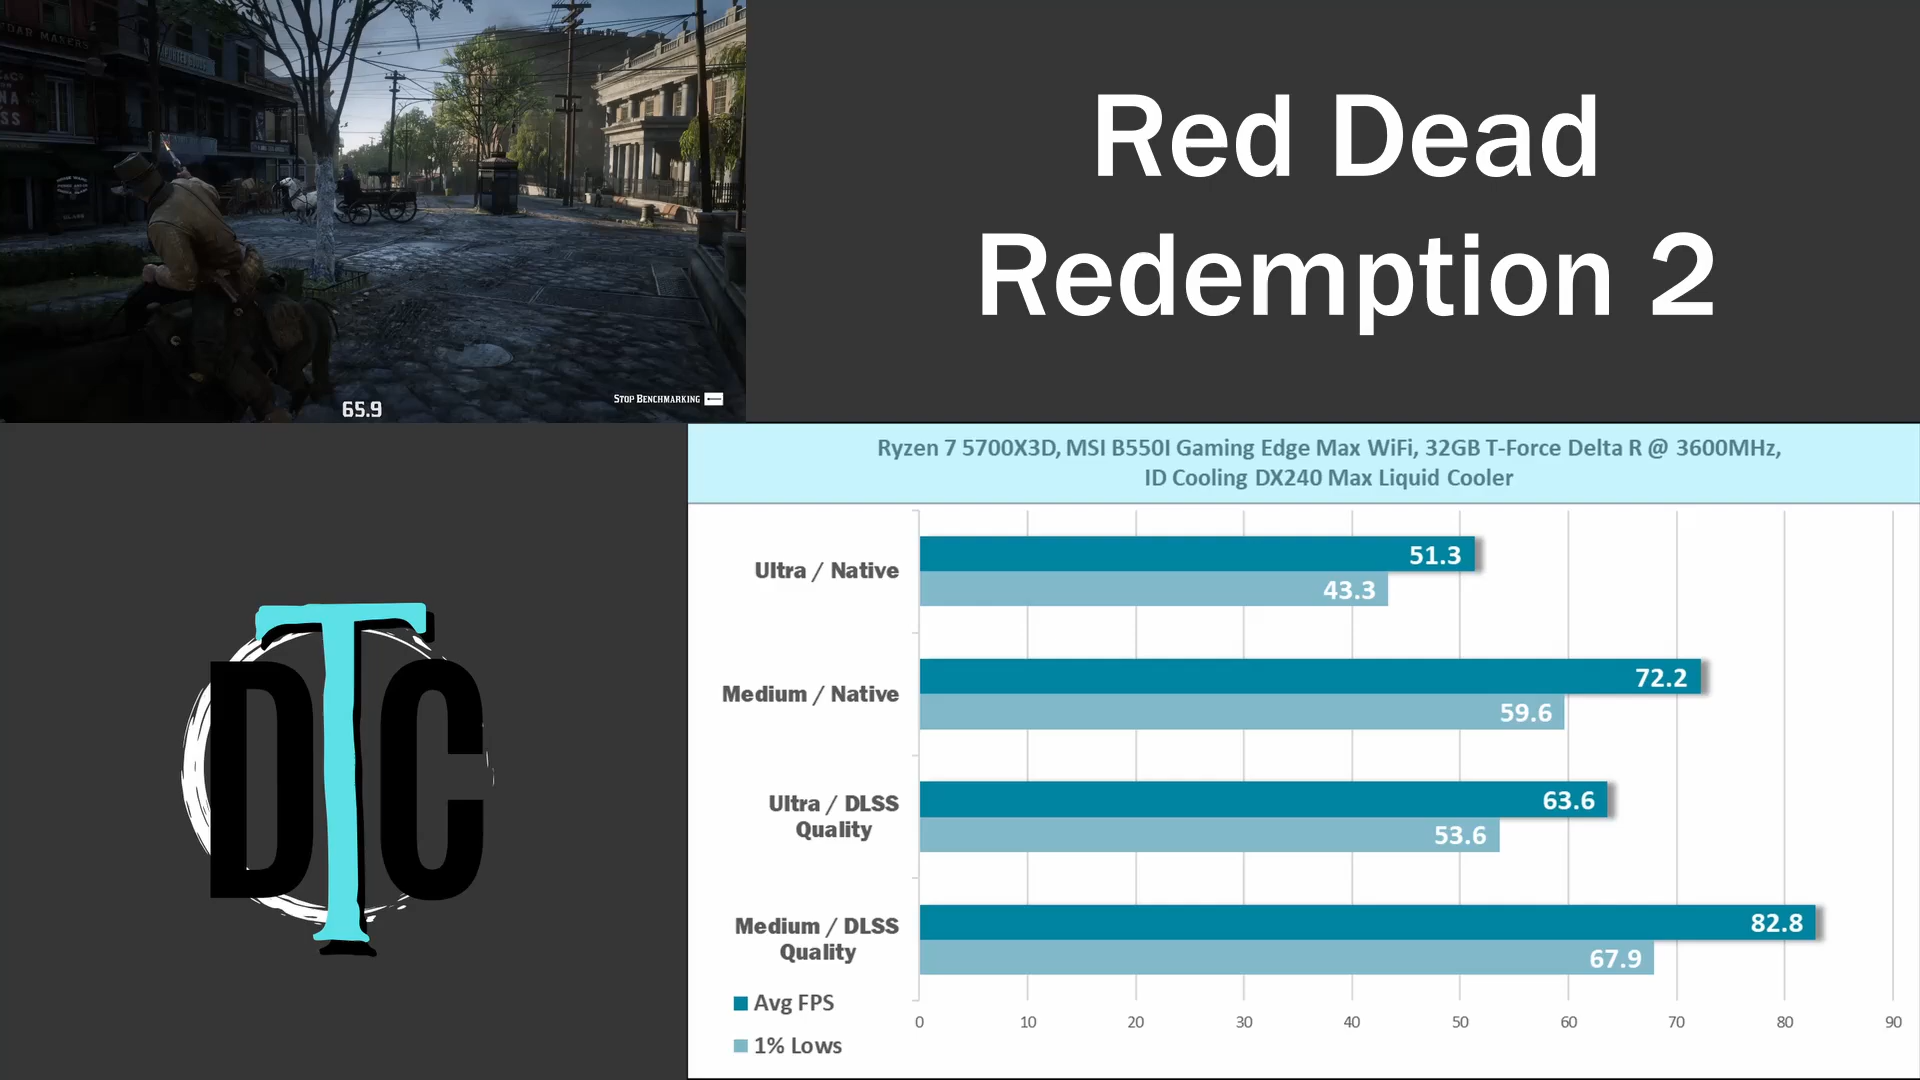 DAR MAKERS
65.9
STOP BENCHMARKING
Red Dead
Redemption 2
DTC
Ryzen 7 5700X3D, MSI B550I Gaming Edge Max WiFi, 32GB T-Force Delta R @ 3600MHz,
ID Cooling DX240 Max Liquid Cooler
Ultra / Native
51.3
43.3
Medium / Native
72.2
59.6
Ultra / DLSS
Quality
63.6
53.6
Medium / DLSS
Quality
82.8
67.9
Avg FPS
1% Lows
0 10 20 30 40 50 60 70 80 90